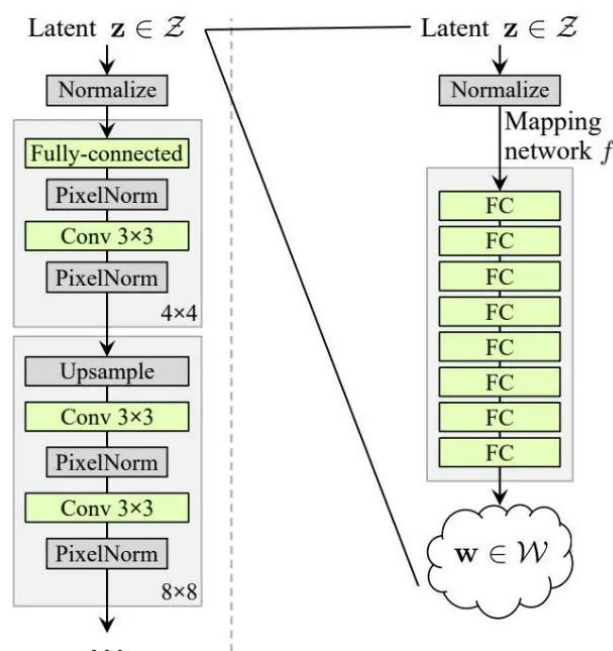 Latent z ∈ 𝒵
Normalize
Fully-connected
PixelNorm
Conv 3×3
PixelNorm
4×4
Upsample
Conv 3×3
PixelNorm
Conv 3×3
PixelNorm
8×8
...
Latent z ∈ 𝒵
Normalize
Mapping
network f
FC
FC
FC
FC
FC
FC
FC
FC
w ∈ 𝒲